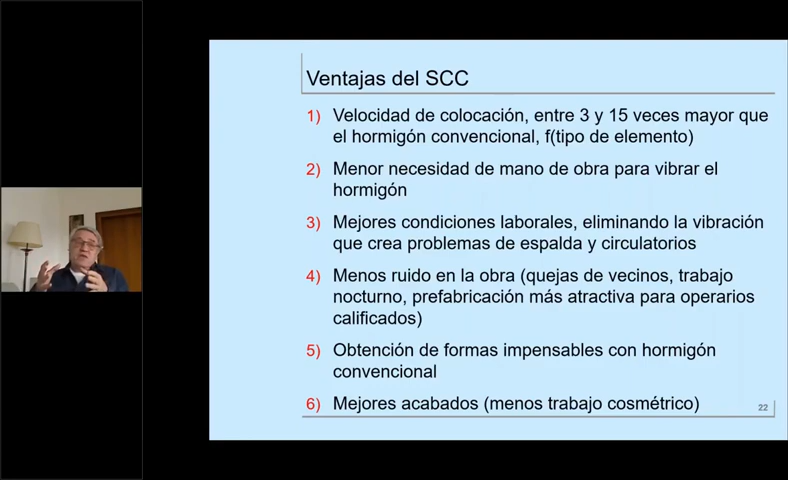 Ventajas del SCC
1) Velocidad de colocación, entre 3 y 15 veces mayor que
el hormigón convencional, f(tipo de elemento)
2) Menor necesidad de mano de obra para vibrar el
hormigón
3) Mejores condiciones laborales, eliminando la vibración
que crea problemas de espalda y circulatorios
4) Menos ruido en la obra (quejas de vecinos, trabajo
nocturno, prefabricación más atractiva para operarios
calificados)
5) Obtención de formas impensables con hormigón
convencional
6) Mejores acabados (menos trabajo cosmétrico)
22